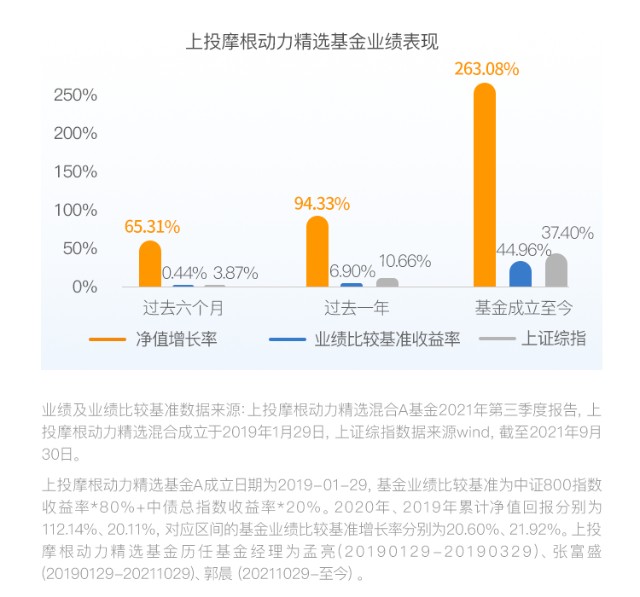 上投摩根动力精选基金业绩表现
263.08%
250%
200%
150%
100%
50%
0%
65.31%
0.44%
3.87%
94.33%
6.90%
10.66%
44.96%
37.40%
过去六个月
过去一年
基金成立至今
净值增长率
业绩比较基准收益率
上证综指
业绩及业绩比较基准数据来源:上投摩根动力精选混合A基金2021年第三季度报告, 上
投摩根动力精选混合成立于2019年1月29日, 上证综指数据来源wind, 截至2021年9月
30日。
上投摩根动力精选基金A成立日期为2019-01-29, 基金业绩比较基准为中证800指数
收益率*80%+中债总指数收益率*20%。2020年、2019年累计净值回报分别为
112.14%、20.11%, 对应区间的基金业绩比较基准增长率分别为20.60%、21.92%。上投
摩根动力精选基金历任基金经理为孟亮(20190129-20190329)、张富盛
(20190129-20211029)、郭晨 (20211029-至今) 。